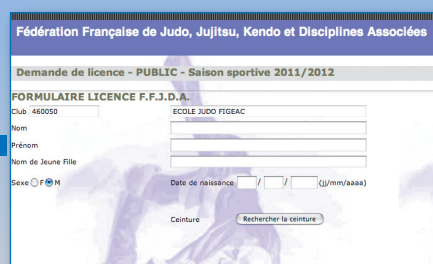 Fédération Française de Judo, Jujitsu, Kendo et Disciplines Associées
Demande de licence - PUBLIC - Saison sportive 2011/2012
FORMULAIRE LICENCE F.F.J.D.A.
Club 460050 ECOLE JUDO FIGEAC
Nom
Prénom
Nom de Jeune Fille
Sexe F M Date de naissance / / (jj/mm/aaaa)
Ceinture Rechercher la ceinture